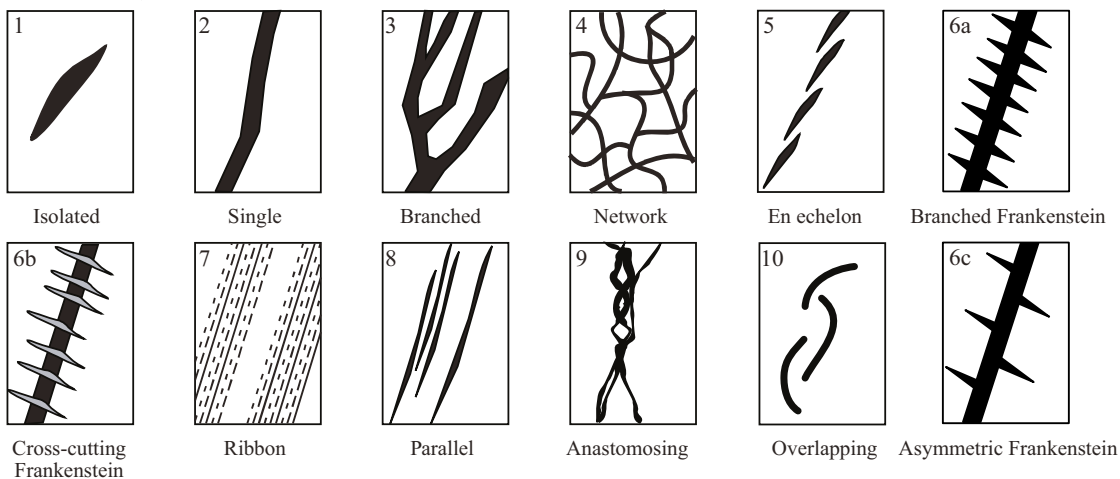 1 2 3 4 5 6a
Isolated Single Branched Network En echelon Branched Frankenstein
6b 7 8 9 10 6c
Cross-cutting Ribbon Parallel Anastomosing Overlapping Asymmetric Frankenstein
Frankenstein